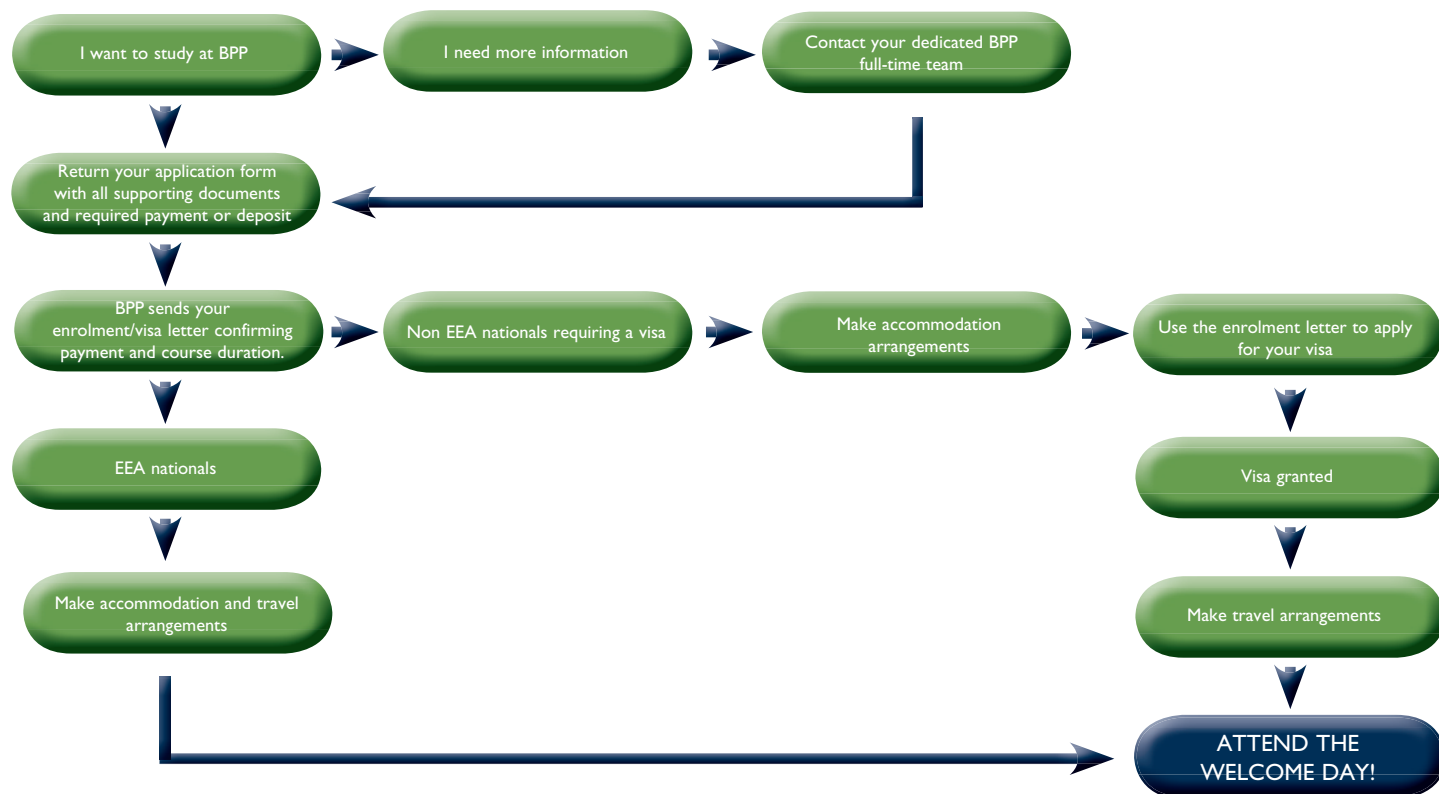 I want to study at BPP
I need more information
Contact your dedicated BPP
full-time team
Return your application form
with all supporting documents
and required payment or deposit
BPP sends your
enrolment/visa letter confirming
payment and course duration.
Non EEA nationals requiring a visa
Make accommodation
arrangements
Use the enrolment letter to apply
for your visa
EEA nationals
Visa granted
Make accommodation and travel
arrangements
Make travel arrangements
ATTEND THE
WELCOME DAY!